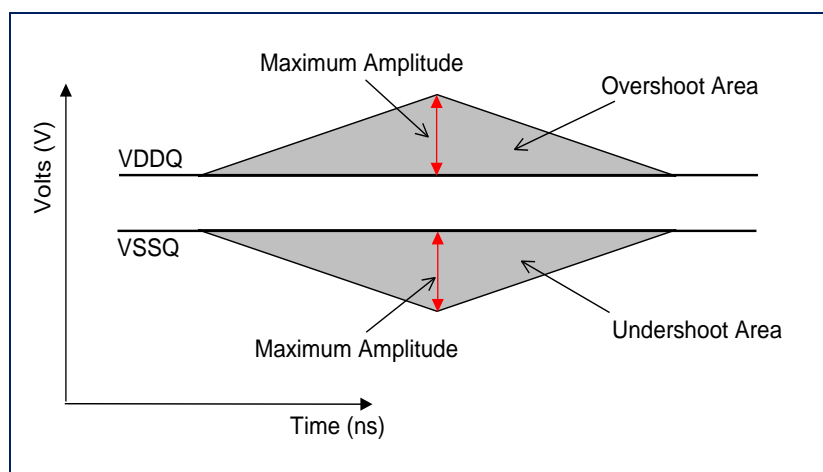 Maximum Amplitude
Overshoot Area
VDDQ
Volts (V)
VSSQ
Undershoot Area
Maximum Amplitude
Time (ns)